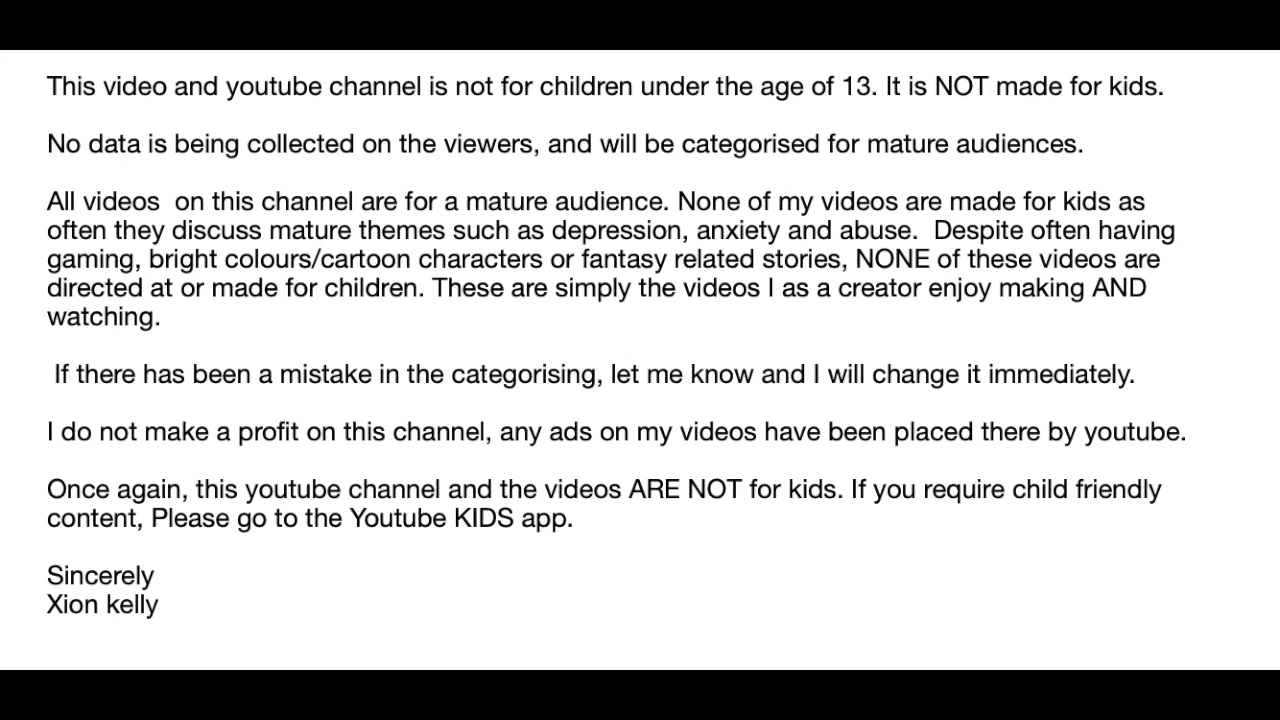 This video and youtube channel is not for children under the age of 13. It is NOT made for kids.
No data is being collected on the viewers, and will be categorised for mature audiences.
All videos  on this channel are for a mature audience. None of my videos are made for kids as
often they discuss mature themes such as depression, anxiety and abuse.  Despite often having
gaming, bright colours/cartoon characters or fantasy related stories, NONE of these videos are
directed at or made for children. These are simply the videos I as a creator enjoy making AND
watching.
If there has been a mistake in the categorising, let me know and I will change it immediately.
I do not make a profit on this channel, any ads on my videos have been placed there by youtube.
Once again, this youtube channel and the videos ARE NOT for kids. If you require child friendly
content, Please go to the Youtube KIDS app.
Sincerely
Xion kelly